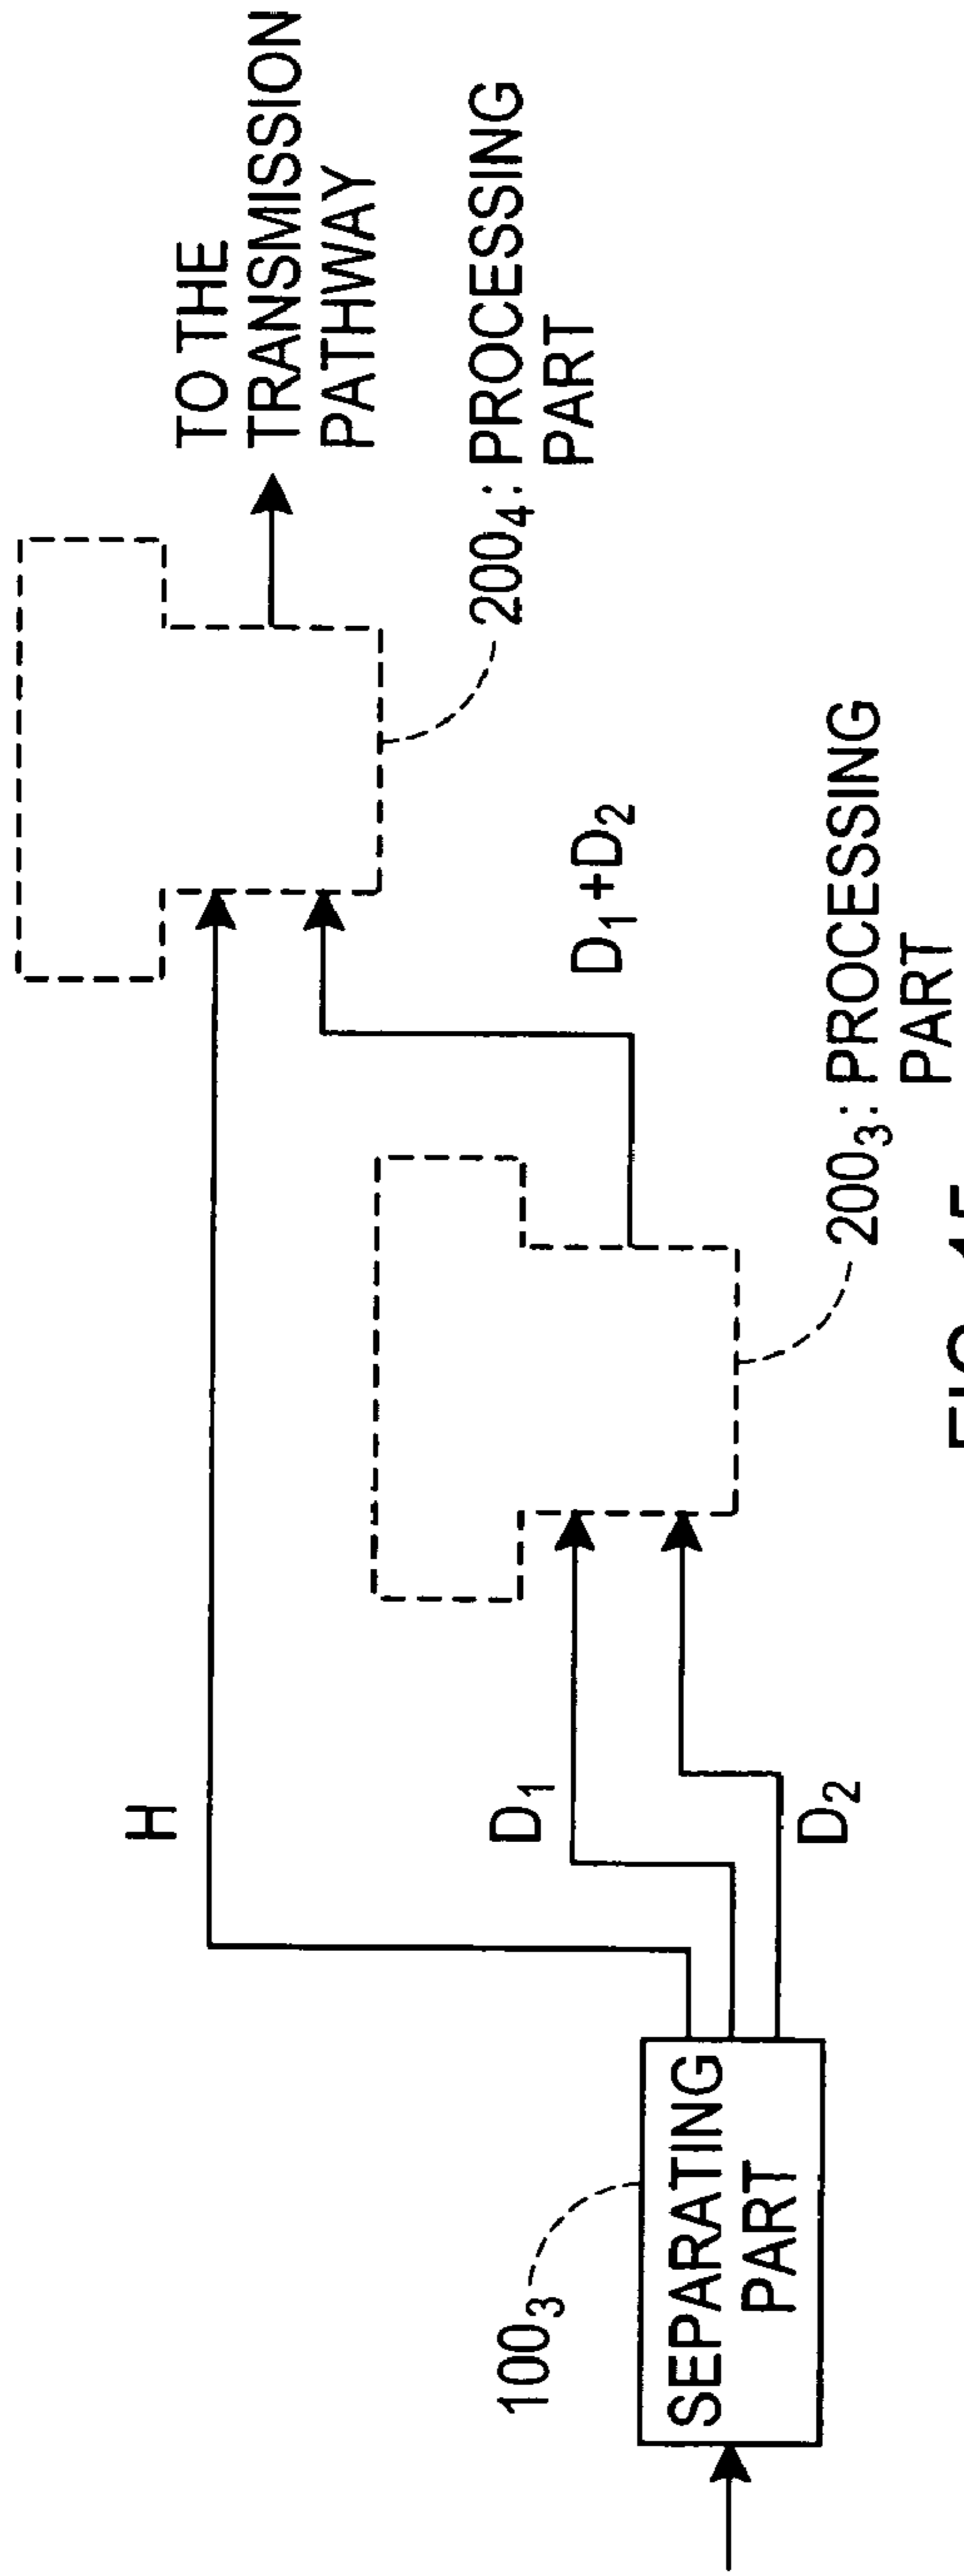 TO THE
TRANSMISSION
PATHWAY
200₄: PROCESSING
PART
H
D₁
D₂
D₁+D₂
200₃: PROCESSING
PART
100₃
SEPARATING
PART